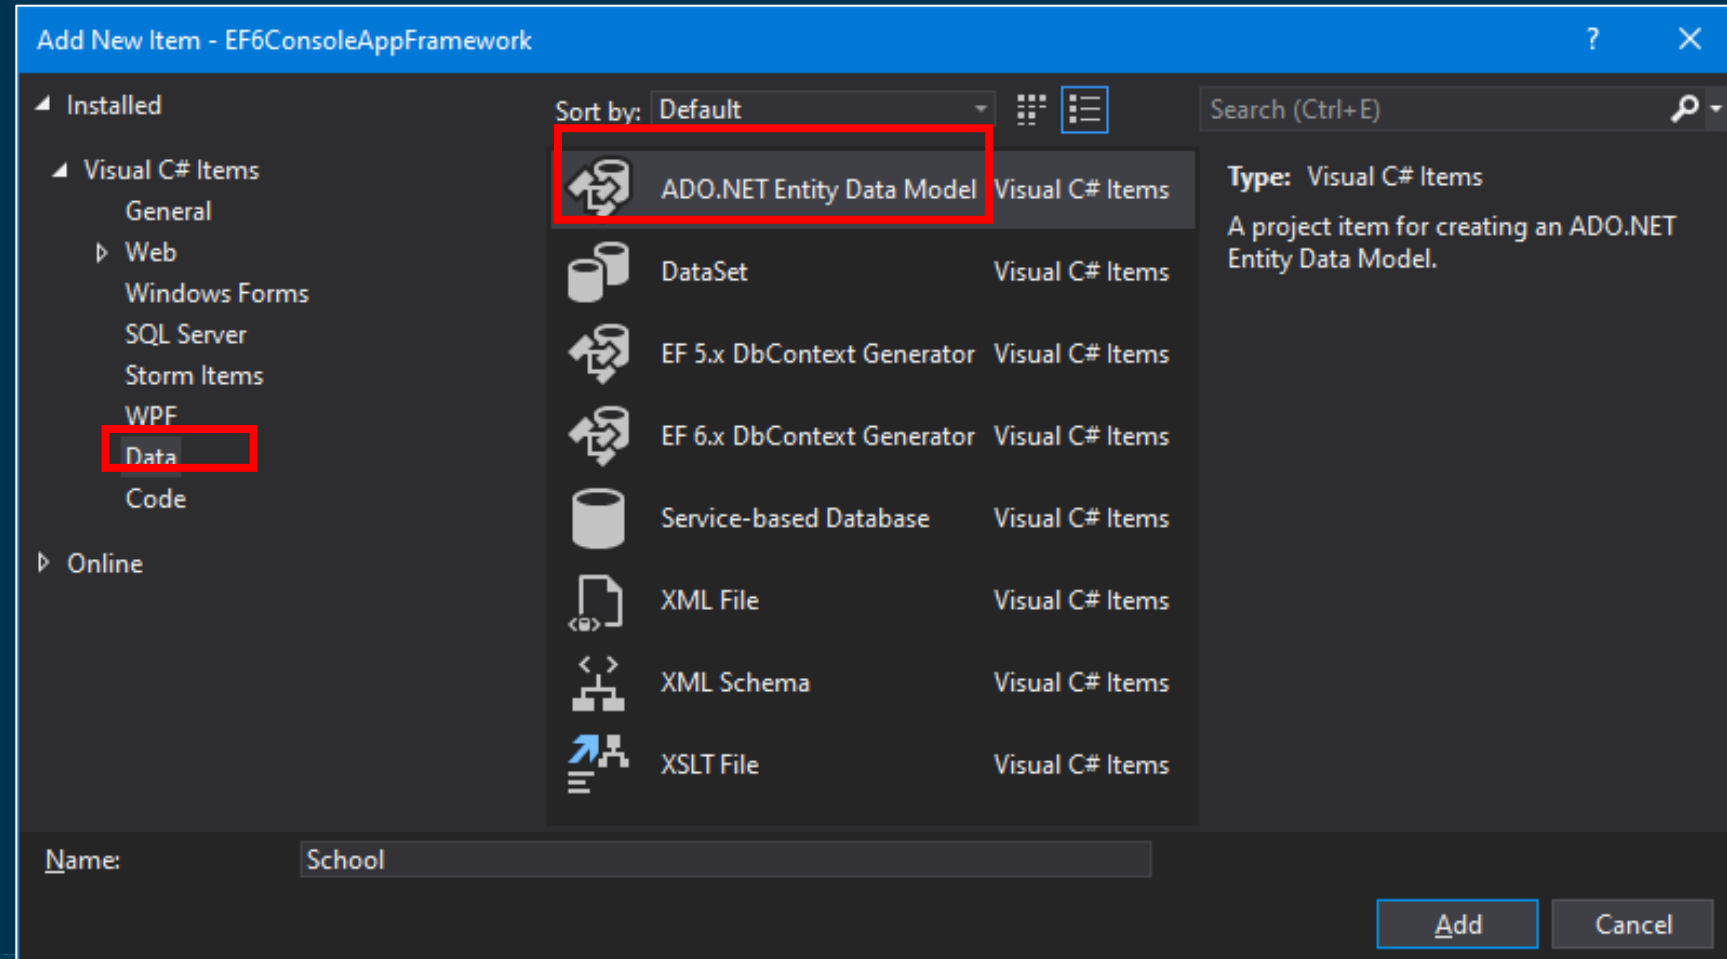 Add New Item - EF6ConsoleAppFramework
?
Installed
Sort by: Default
Search (Ctrl+E)
Visual C# Items
General
Web
Windows Forms
SQL Server
Storm Items
WPF
Data
Code
Online
ADO.NET Entity Data Model Visual C# Items
DataSet Visual C# Items
EF 5.x DbContext Generator Visual C# Items
EF 6.x DbContext Generator Visual C# Items
Service-based Database Visual C# Items
XML File Visual C# Items
XML Schema Visual C# Items
XSLT File Visual C# Items
Type: Visual C# Items
A project item for creating an ADO.NET
Entity Data Model.
Name: School
Add
Cancel